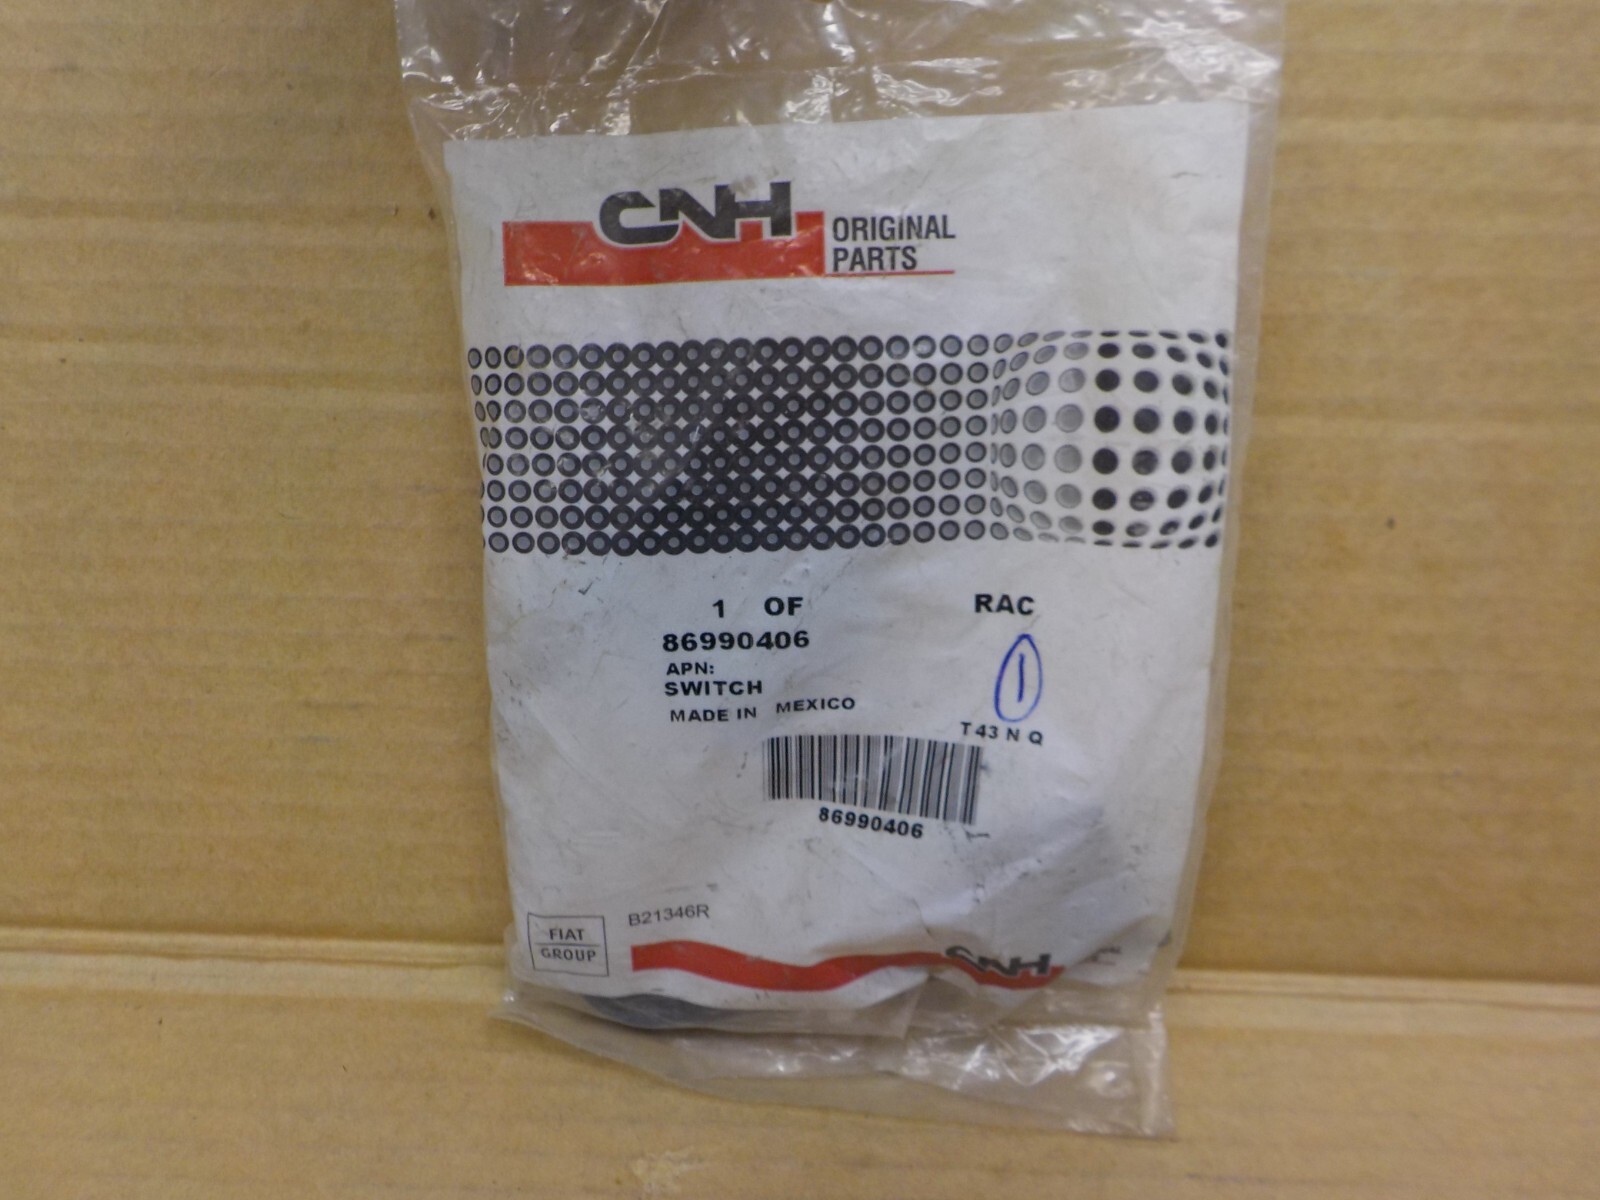 CNH
ORIGINAL
PARTS
1 OF
RAC
86990406
APN:
SWITCH
MADE IN MEXICO
1
T43 N Q
86990406
B21346R
FIAT
GROUP
CNH